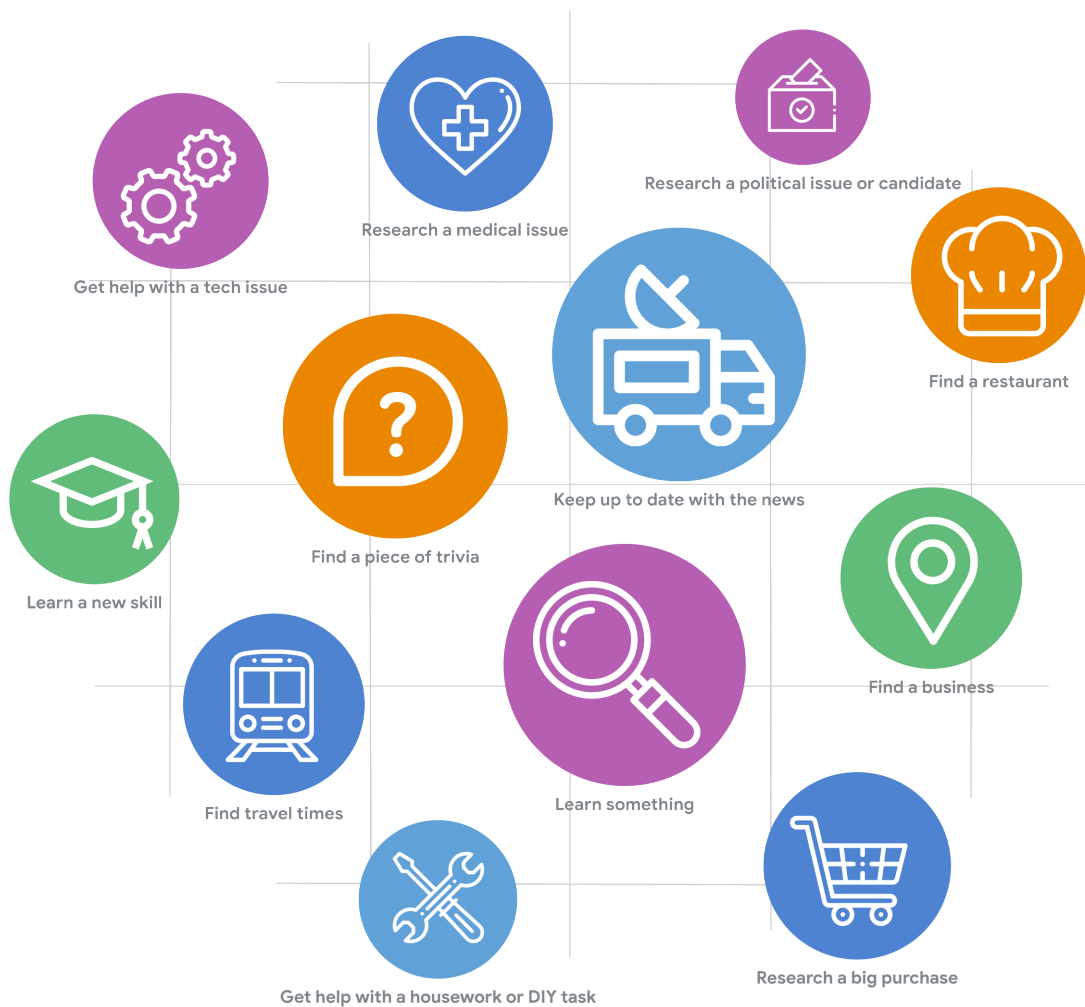 Research a political issue or candidate
Research a medical issue
Get help with a tech issue
Find a restaurant
Keep up to date with the news
Find a piece of trivia
Learn a new skill
Find a business
Learn something
Find travel times
Research a big purchase
Get help with a housework or DIY task